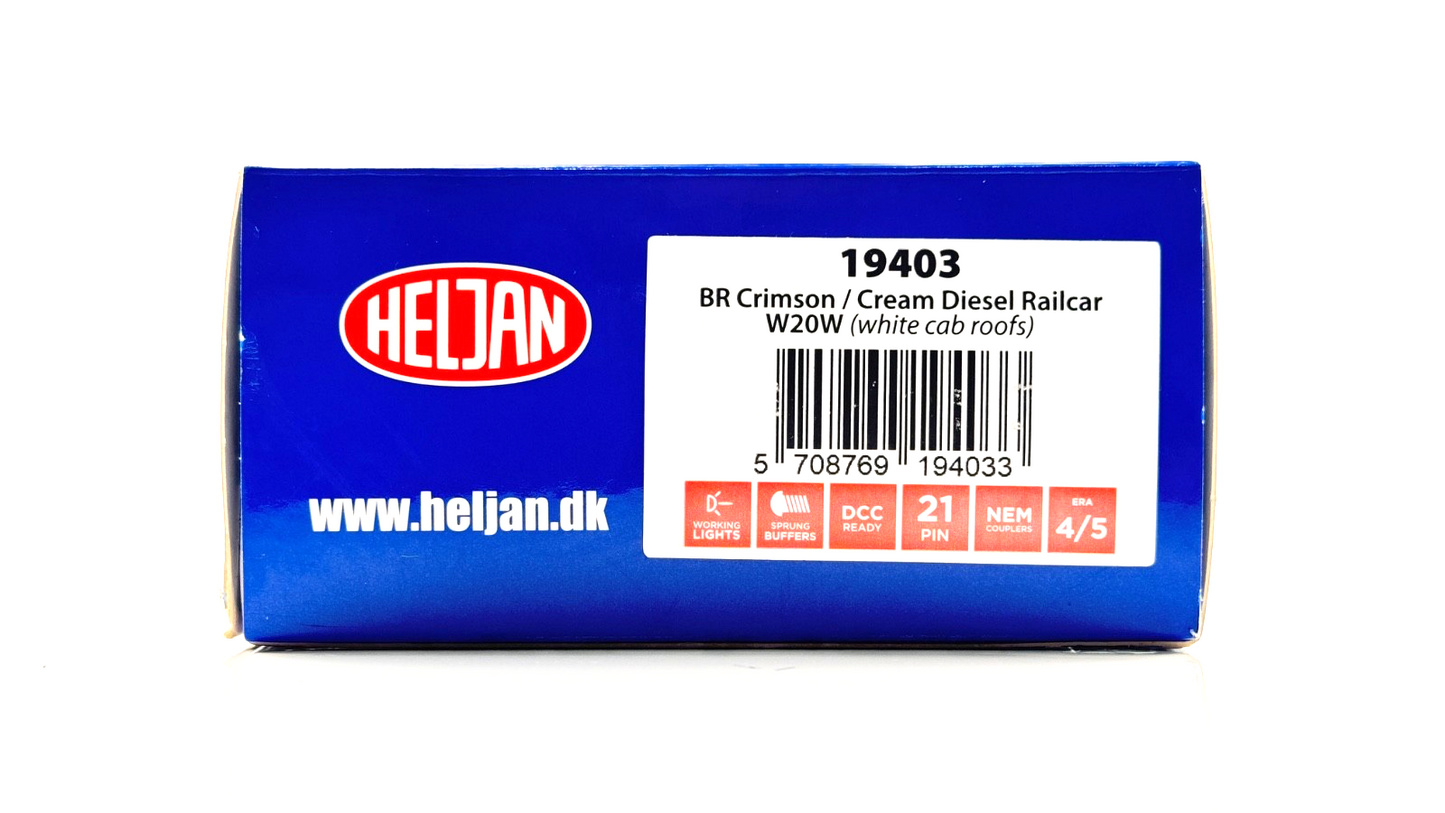 HELJAN
www.heljan.dk
19403
BR Crimson / Cream Diesel Railcar
W20W (white cab roofs)
5 708769 194033
WORKING
LIGHTS
SPRUNG
BUFFERS
DCC
READY
21
PIN
NEM
COUPLERS
ERA
4/5